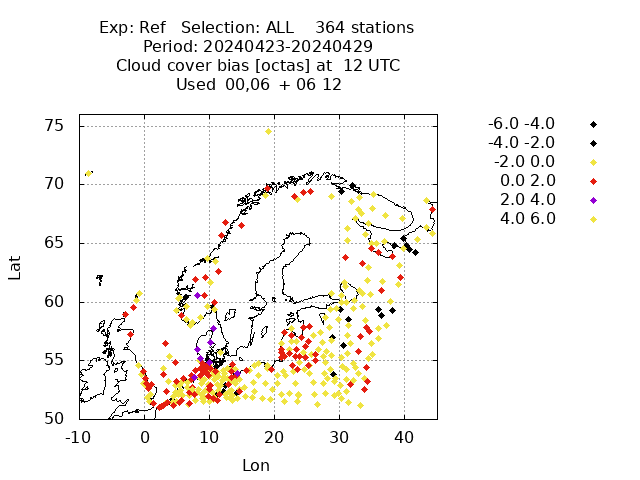 Exp: Ref   Selection: ALL    364 stations
Period: 20240423-20240429
Cloud cover bias [octas] at  12 UTC
Used  00,06  + 06 12
-6.0 -4.0
-4.0 -2.0
-2.0 0.0
0.0 2.0
2.0 4.0
4.0 6.0
75
70
65
60
55
50
Lat
-10 0 10 20 30 40
Lon